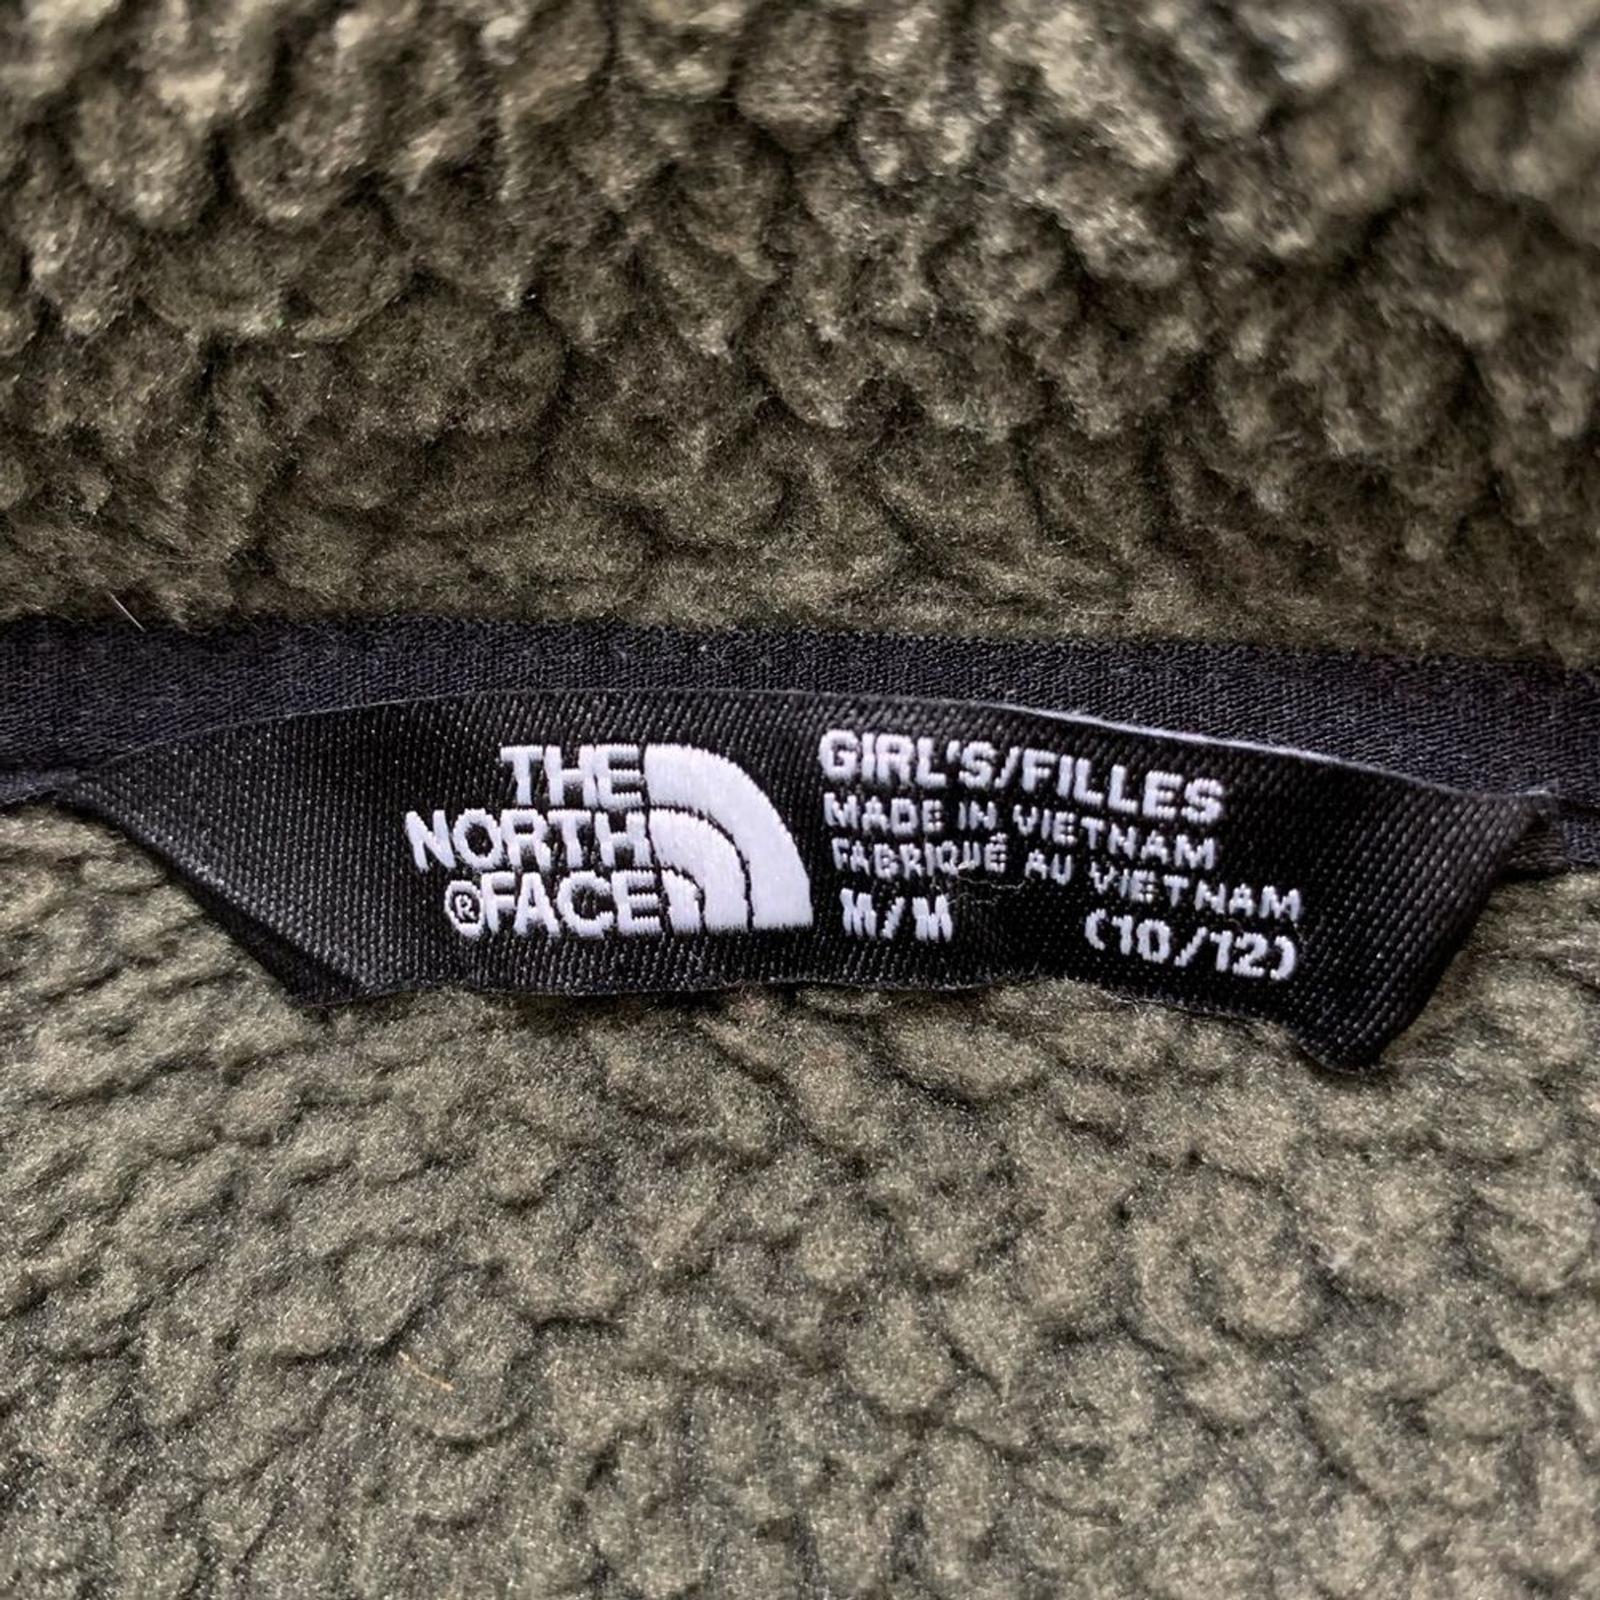 THE
NORTH
®FACE
GIRL'S/FILLES
MADE IN VIETNAM
FABRIQUÉ AU VIETNAM
M/M (10/12)